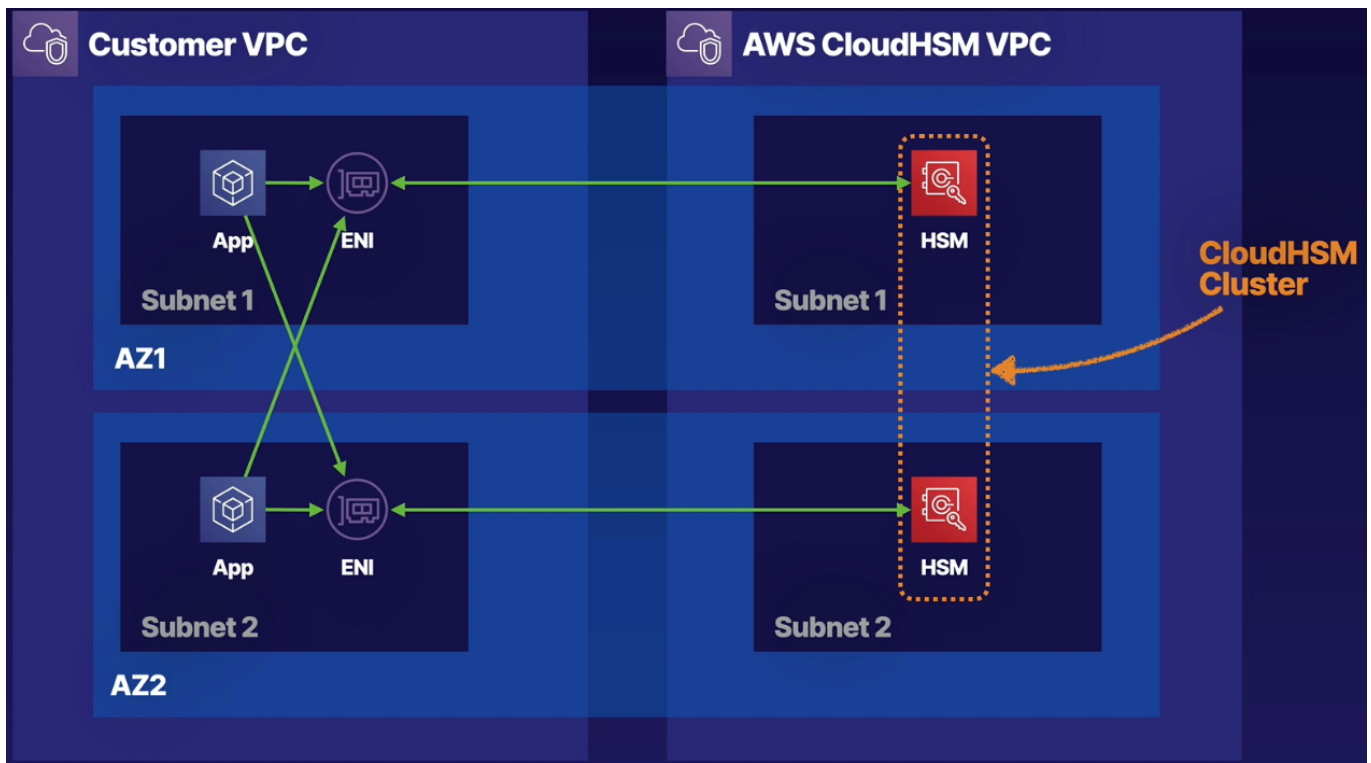 Customer VPC
AWS CloudHSM VPC
App
ENI
Subnet 1
AZ1
HSM
Subnet 1
CloudHSM
Cluster
App
ENI
Subnet 2
AZ2
HSM
Subnet 2